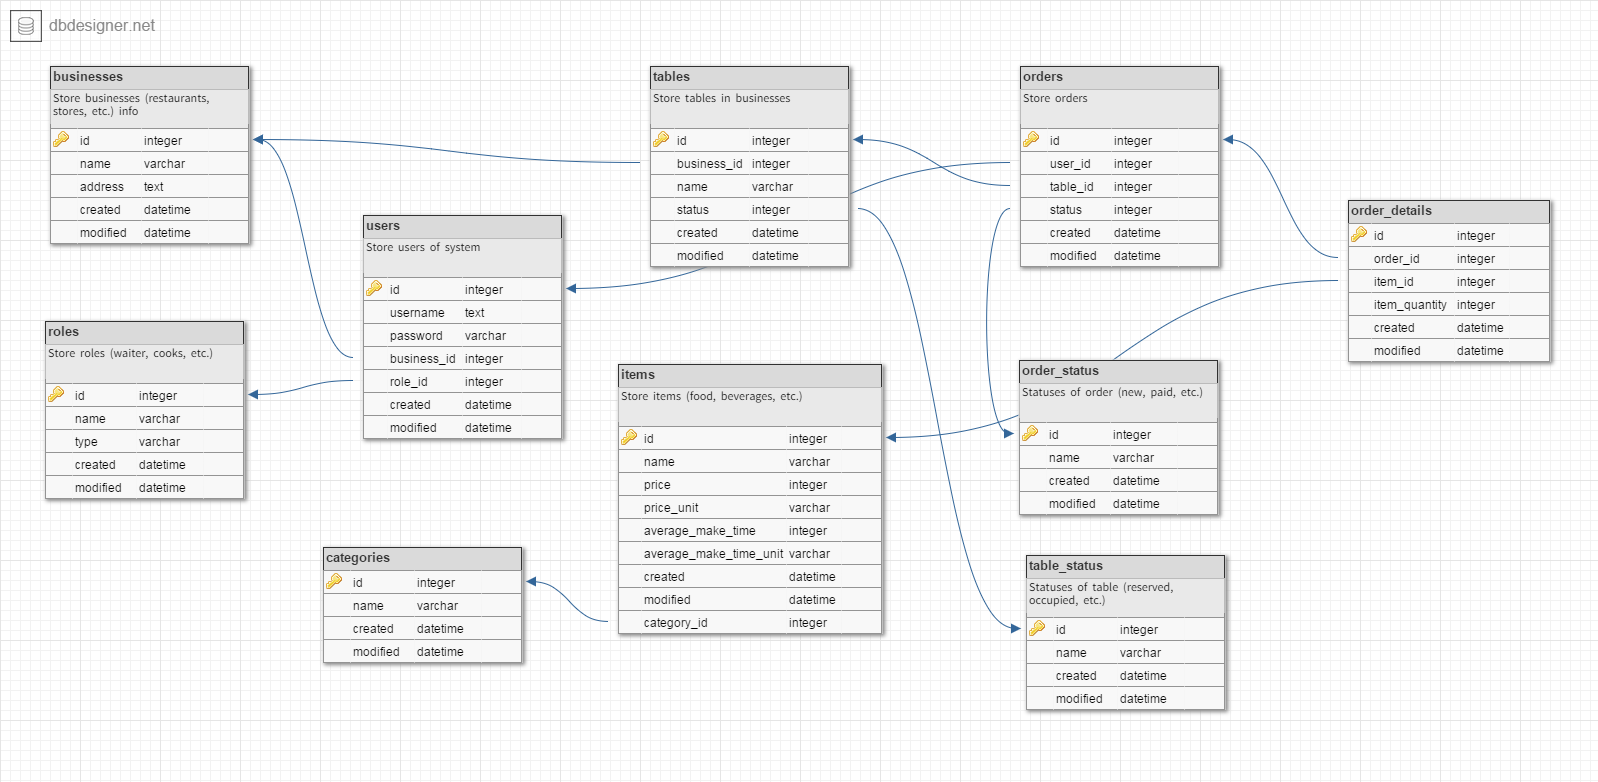 dbdesigner.net
businesses
Store businesses (restaurants,
stores, etc.) info
id integer
name varchar
address text
created datetime
modified datetime
users
Store users of system
id integer
username text
password varchar
business_id integer
role_id integer
created datetime
modified datetime
roles
Store roles (waiter, cooks, etc.)
id integer
name varchar
type varchar
created datetime
modified datetime
categories
id integer
name varchar
created datetime
modified datetime
tables
Store tables in businesses
id integer
business_id integer
name varchar
status integer
created datetime
modified datetime
items
Store items (food, beverages, etc.)
id integer
name varchar
price integer
price_unit varchar
average_make_time integer
average_make_time_unit varchar
created datetime
modified datetime
category_id integer
orders
Store orders
id integer
user_id integer
table_id integer
status integer
created datetime
modified datetime
order_details
id integer
order_id integer
item_id integer
item_quantity integer
created datetime
modified datetime
order_status
Statuses of order (new, paid, etc.)
id integer
name varchar
created datetime
modified datetime
table_status
Statuses of table (reserved,
occupied, etc.)
id integer
name varchar
created datetime
modified datetime